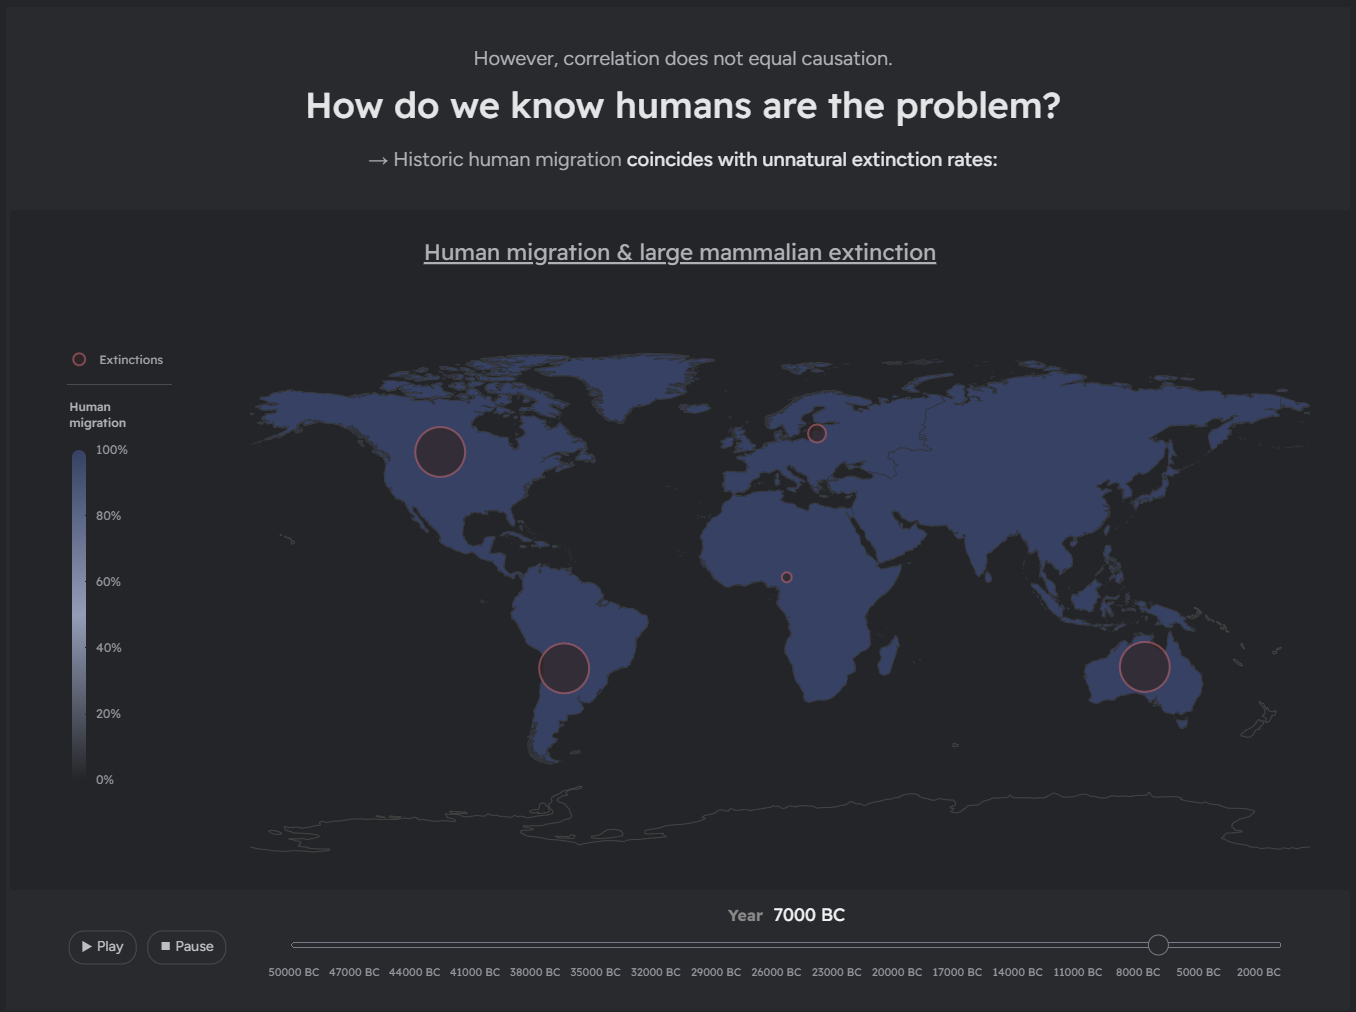 However, correlation does not equal causation.
How do we know humans are the problem?
→ Historic human migration coincides with unnatural extinction rates:
Human migration & large mammalian extinction
Extinctions
Human
migration
100%
80%
60%
40%
20%
0%
Year 7000 BC
▶ Play
■ Pause
50000 BC 47000 BC 44000 BC 41000 BC 38000 BC 35000 BC 32000 BC 29000 BC 26000 BC 23000 BC 20000 BC 17000 BC 14000 BC 11000 BC 8000 BC 5000 BC 2000 BC